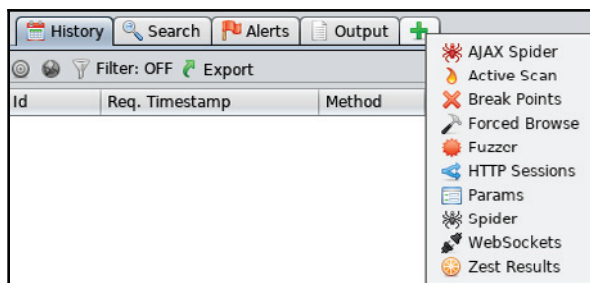 History Search Alerts Output
Filter: OFF Export
Id Req. Timestamp Method
AJAX Spider
Active Scan
Break Points
Forced Browse
Fuzzer
HTTP Sessions
Params
Spider
WebSockets
Zest Results